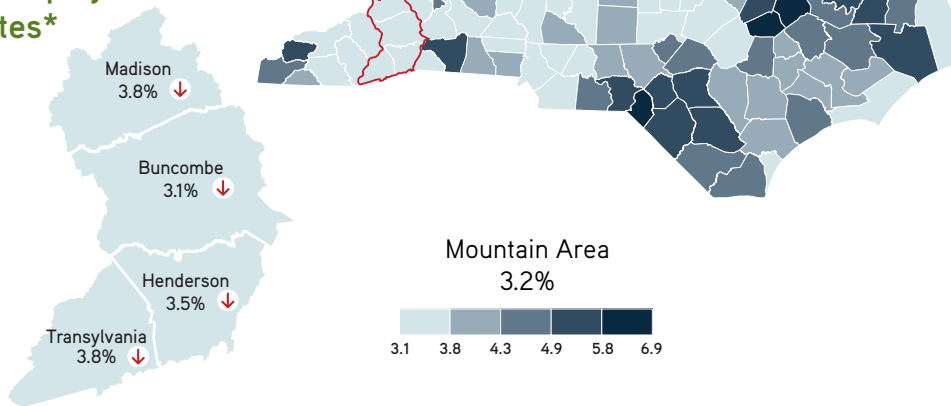 tes*
Madison
3.8%
Buncombe
3.1%
Henderson
3.5%
Transylvania
3.8%
Mountain Area
3.2%
3.1 3.8 4.3 4.9 5.8 6.9